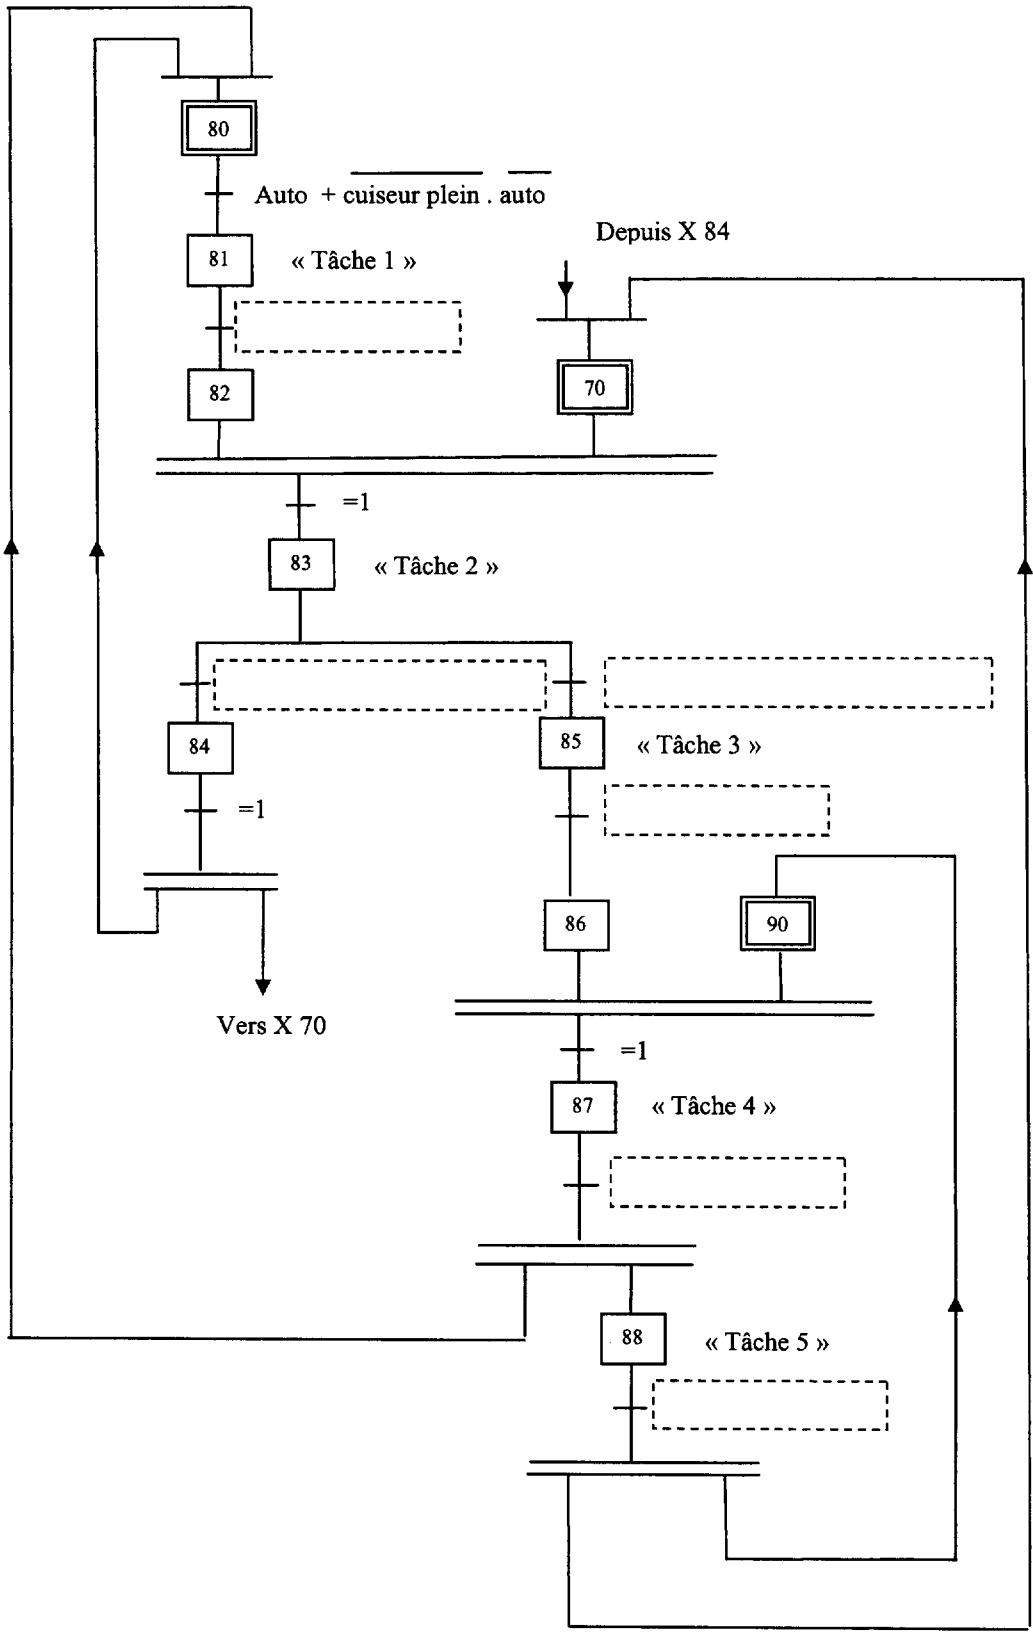 80
Auto + cuiseur plein . auto
Depuis X 84
81 « Tâche 1 »
82
70
=1
83 « Tâche 2 »
84
85 « Tâche 3 »
=1
86
90
Vers X 70
=1
87 « Tâche 4 »
88 « Tâche 5 »